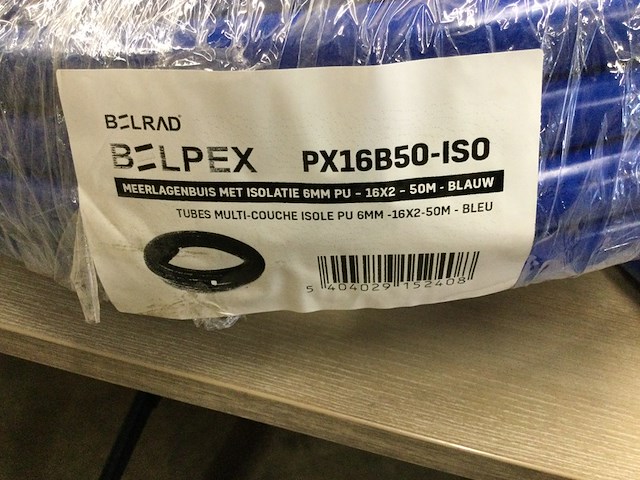 BELRAD
BELPEX PX16B50-ISO
MEERLAGENBUIS MET ISOLATIE 6MM PU - 16X2 - 50M - BLAUW
TUBES MULTI-COUCHE ISOLE PU 6MM -16X2-50M - BLEU
5 404029 152408